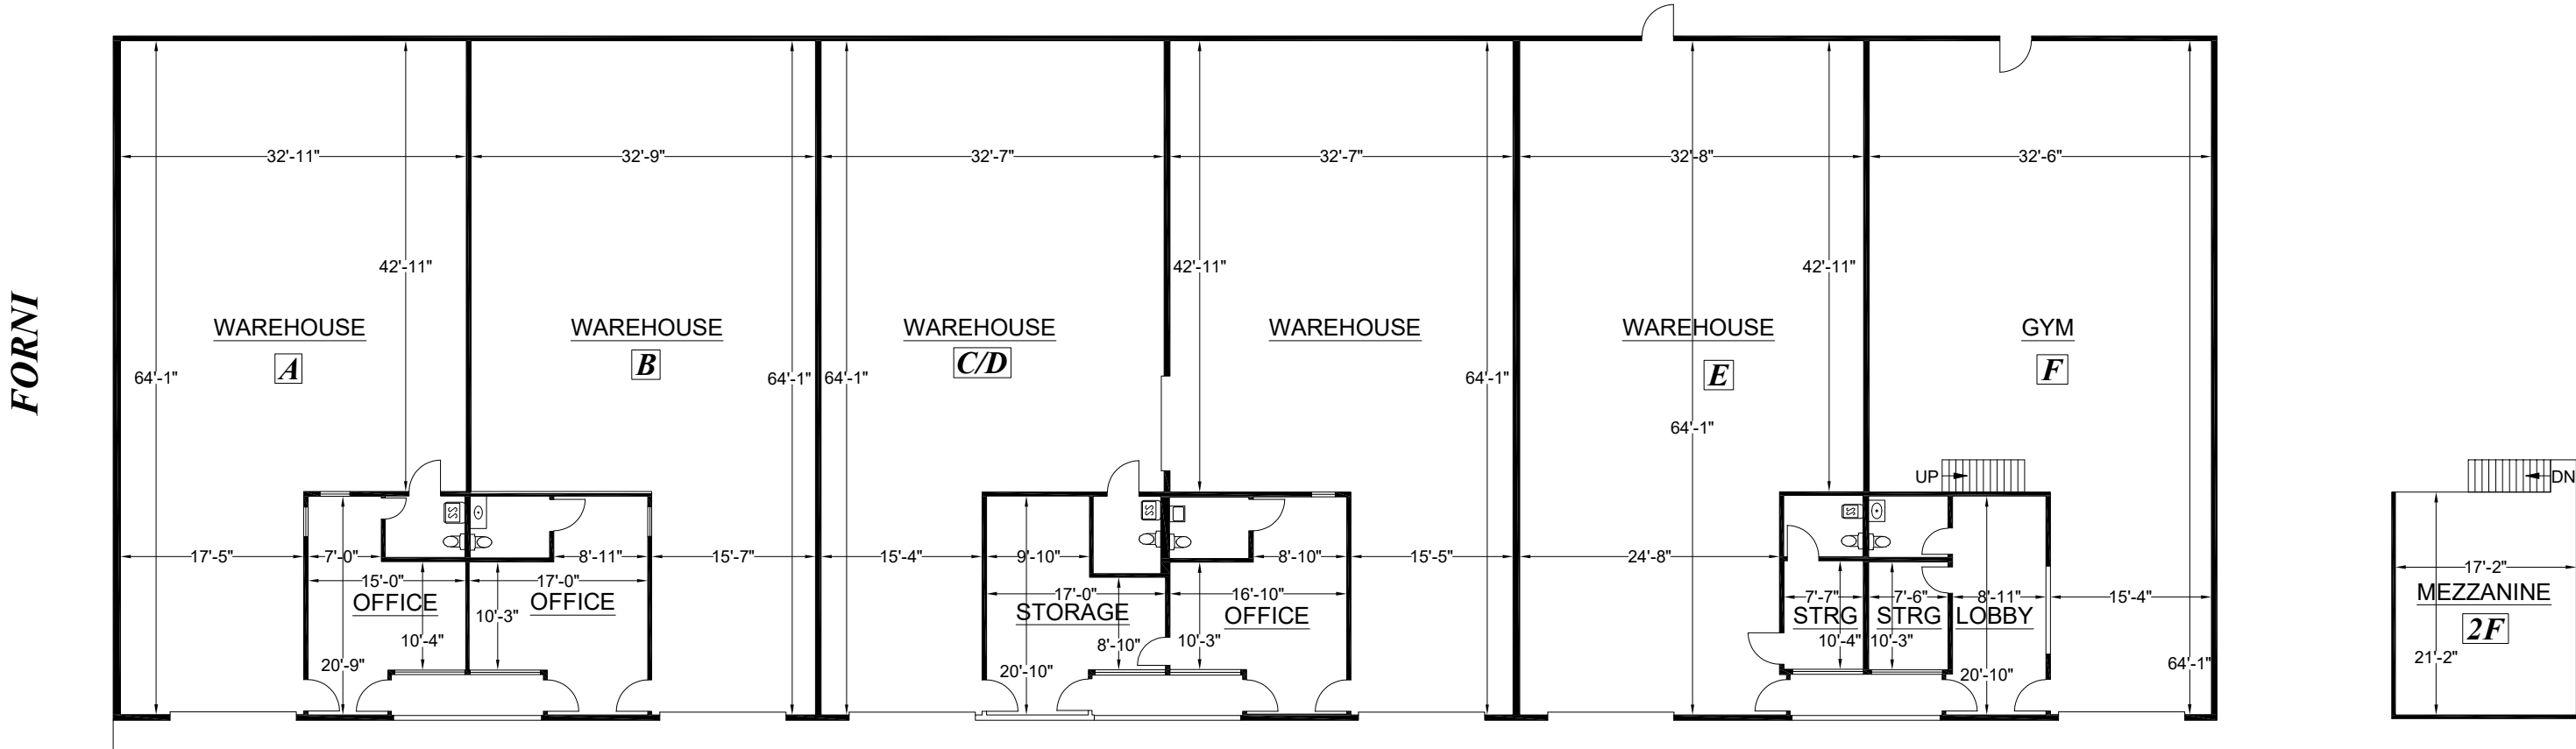 FORNI
32'-11"
32'-9"
32'-7"
32'-7"
32'-8"
32'-6"
42'-11"
42'-11"
42'-11"
WAREHOUSE
WAREHOUSE
WAREHOUSE
WAREHOUSE
WAREHOUSE
GYM
A
B
C/D
E
F
64'-1"
64'-1"
64'-1"
64'-1"
64'-1"
UP
DN
17'-5"
7'-0"
8'-11"
15'-7"
15'-4"
9'-10"
8'-10"
15'-5"
24'-8"
17'-2"
15'-0"
17'-0"
17'-0"
16'-10"
7'-7"
7'-6"
8'-11"
15'-4"
MEZZANINE
OFFICE
OFFICE
STORAGE
OFFICE
STRG
STRG
LOBBY
2F
10'-3"
10'-4"
8'-10"
10'-3"
10'-4"
10'-3"
21'-2"
20'-9"
20'-10"
20'-10"
64'-1"